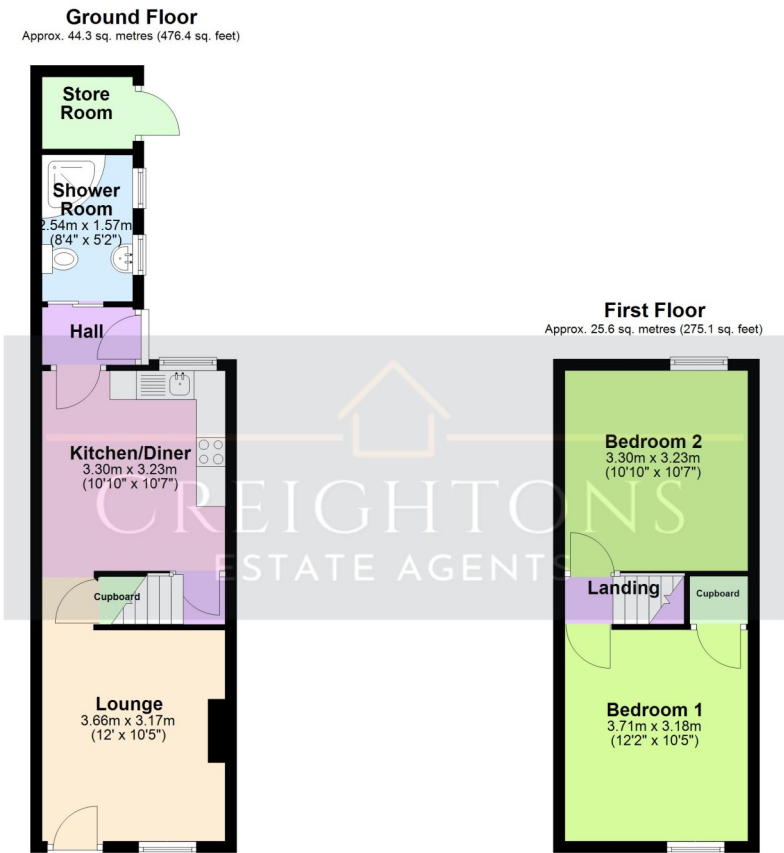 Ground Floor
Approx. 44.3 sq. metres (476.4 sq. feet)
Store
Room
Shower
Room
2.54m x 1.57m
(8'4" x 5'2")
Hall
Kitchen/Diner
3.30m x 3.23m
(10'10" x 10'7")
Cupboard
Lounge
3.66m x 3.17m
(12' x 10'5")
First Floor
Approx. 25.6 sq. metres (275.1 sq. feet)
Bedroom 2
3.30m x 3.23m
(10'10" x 10'7")
Landing
Cupboard
Bedroom 1
3.71m x 3.18m
(12'2" x 10'5")
CREIGHTONS
ESTATE AGENTS